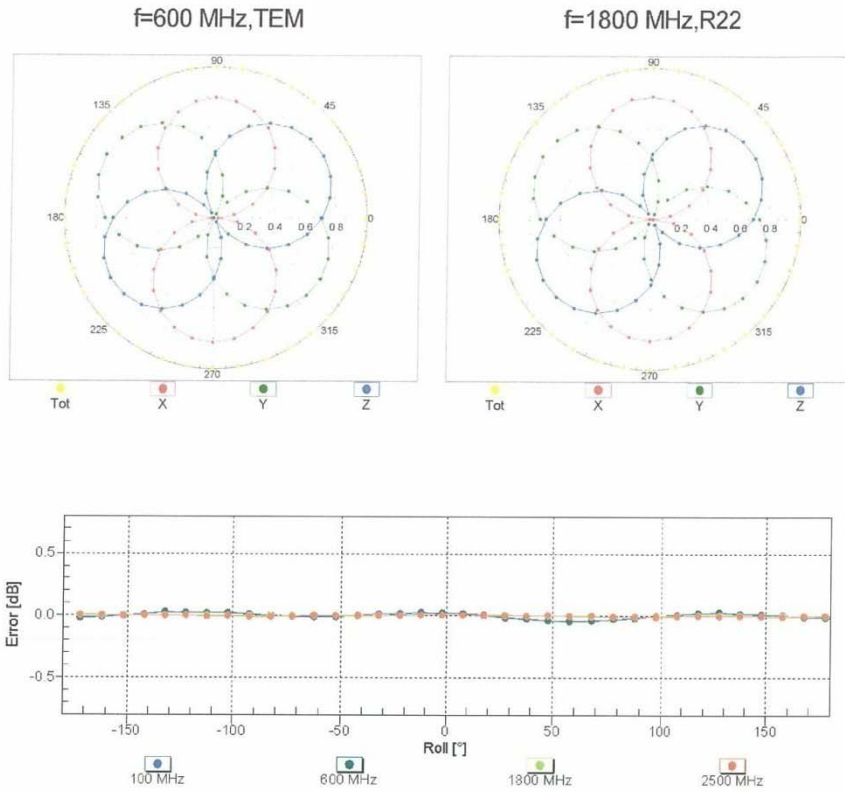 f=600 MHz,TEM
f=1800 MHz,R22
90
135
45
180
0.2 0.4 0.6 0.8
0
225
315
270
Tot X Y Z
90
135
45
180
0.2 0.4 0.6 0.8
0
225
315
270
Tot X Y Z
Error [dB]
0.5
0.0
-0.5
-150 -100 -50 0 50 100 150
Roll [°]
100 MHz 600 MHz 1800 MHz 2500 MHz